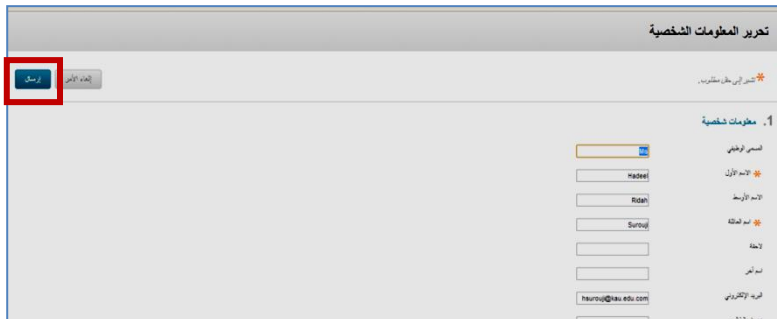 تحرير المعلومات الشخصية
* تشير إلى حقل مطلوب.
إلغاء الأمر إرسال
1. معلومات شخصية
المسمى الوظيفي Ms
* الاسم الأول Hadeel
الاسم الأوسط Ridah
* اسم العائلة Surouji
لاحقة
اسم آخر
البريد الإلكتروني hsurouji@kau.edu.com